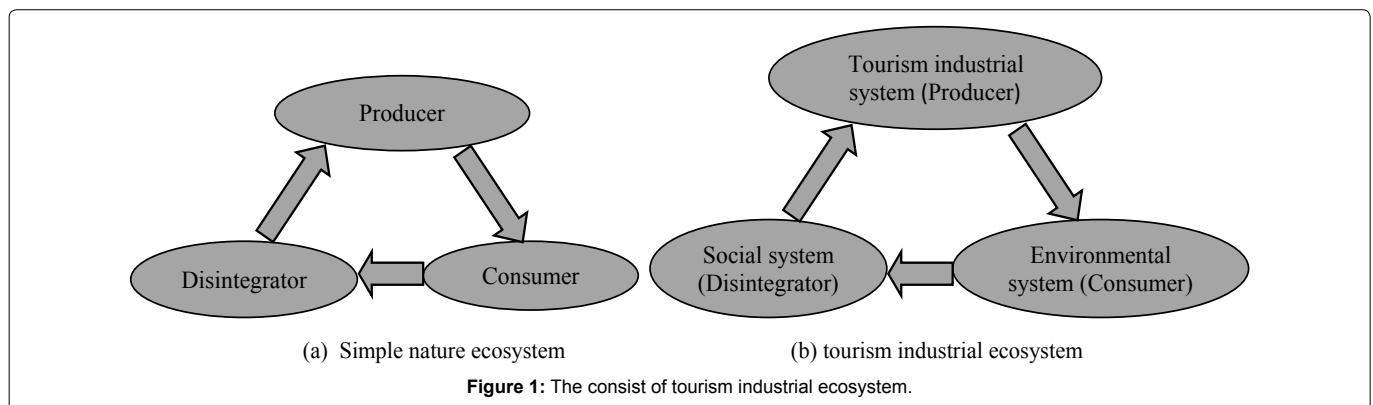 Producer
Disintegrator
Consumer
(a) Simple nature ecosystem
Tourism industrial
system (Producer)
Social system
(Disintegrator)
Environmental
system (Consumer)
(b) tourism industrial ecosystem
Figure 1: The consist of tourism industrial ecosystem.